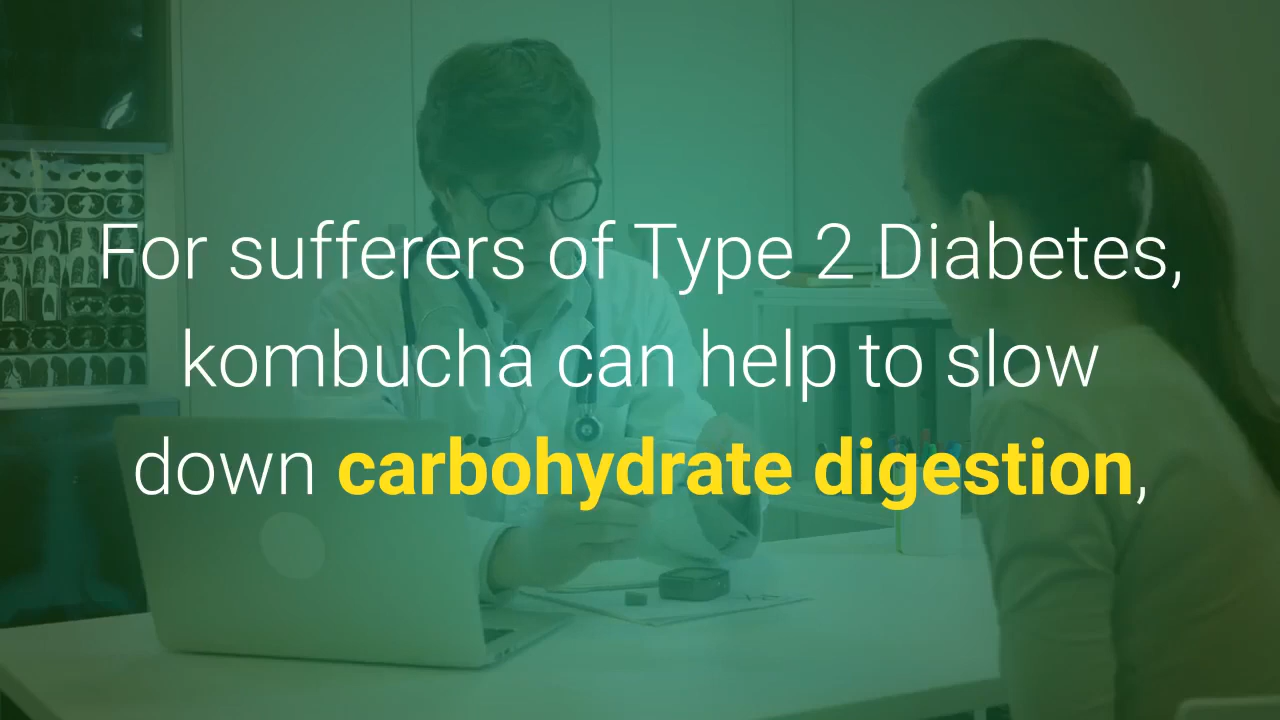 For sufferers of Type 2 Diabetes,
kombucha can help to slow
down carbohydrate digestion,